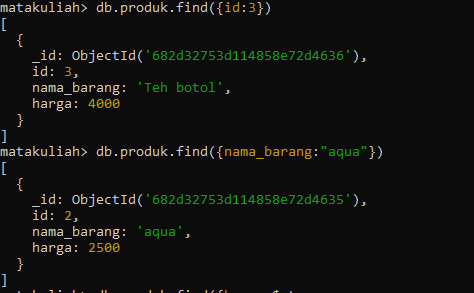 matakuliah> db.produk.find({id:3})
[
  {
    _id: ObjectId('682d32753d114858e72d4636'),
    id: 3,
    nama_barang: 'Teh botol',
    harga: 4000
  }
]
matakuliah> db.produk.find({nama_barang:"aqua"})
[
  {
    _id: ObjectId('682d32753d114858e72d4635'),
    id: 2,
    nama_barang: 'aqua',
    harga: 2500
  }
]